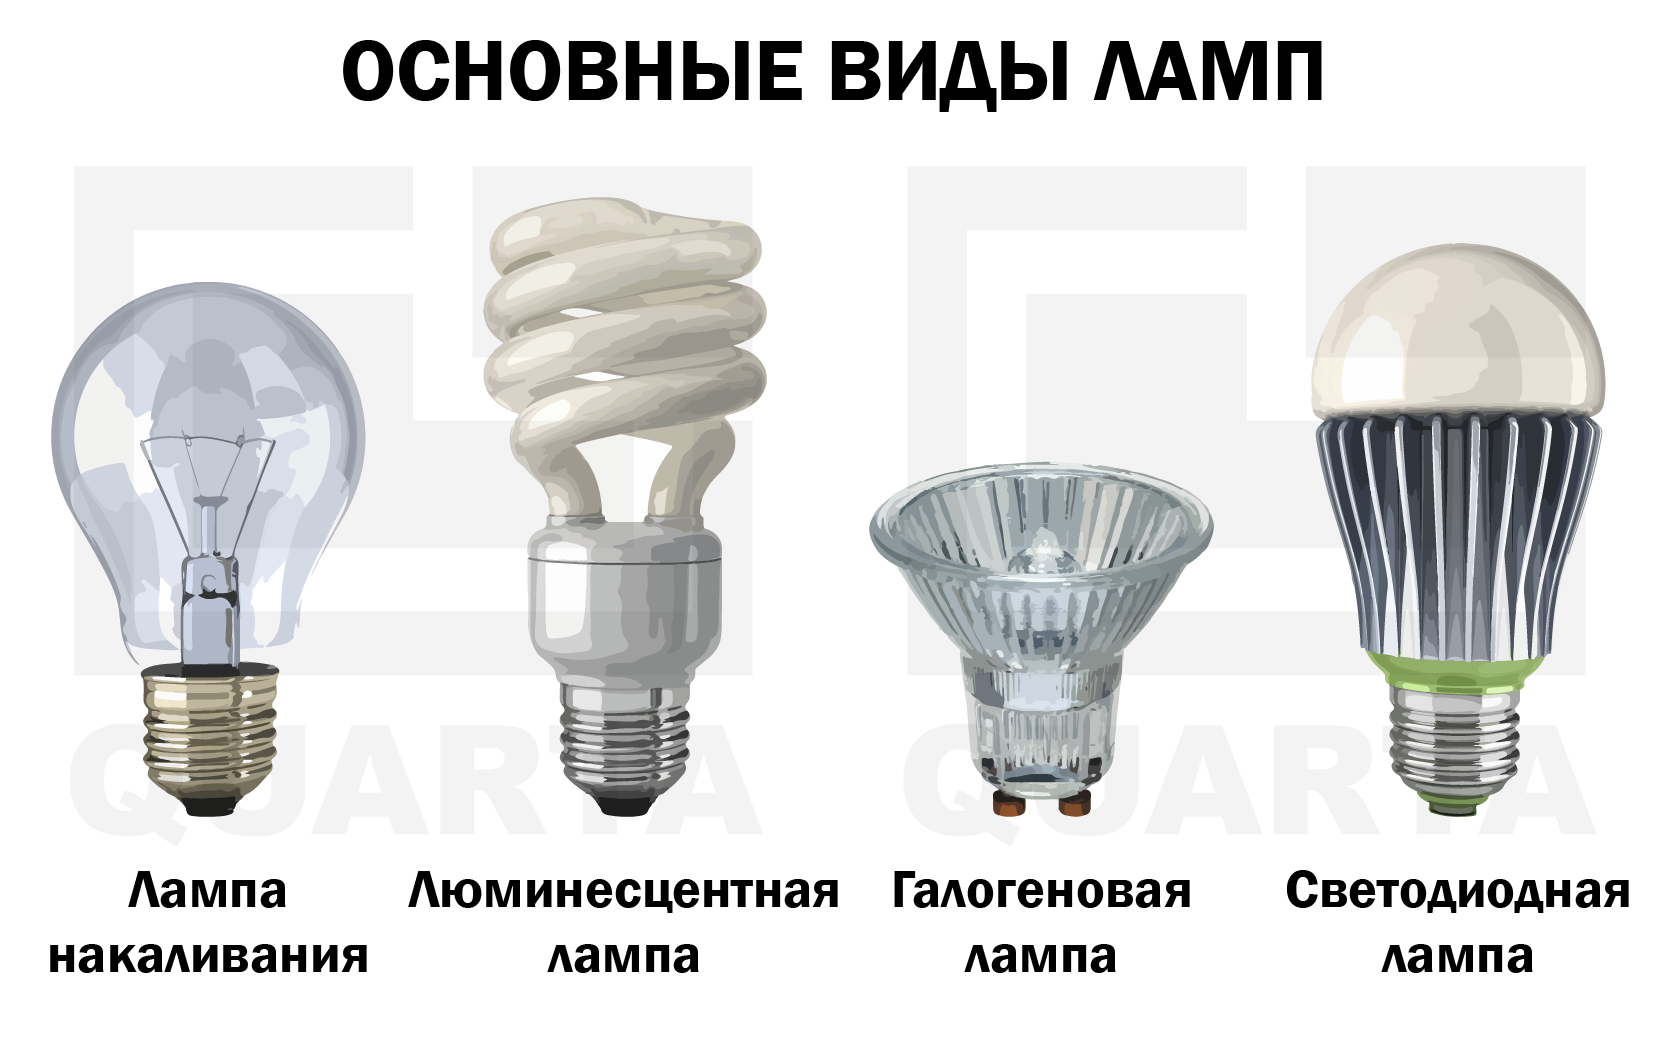 ОСНОВНЫЕ ВИДЫ ЛАМП
QUARTA QUARTA
Лампа накаливания
Люминесцентная лампа
Галогеновая лампа
Светодиодная лампа